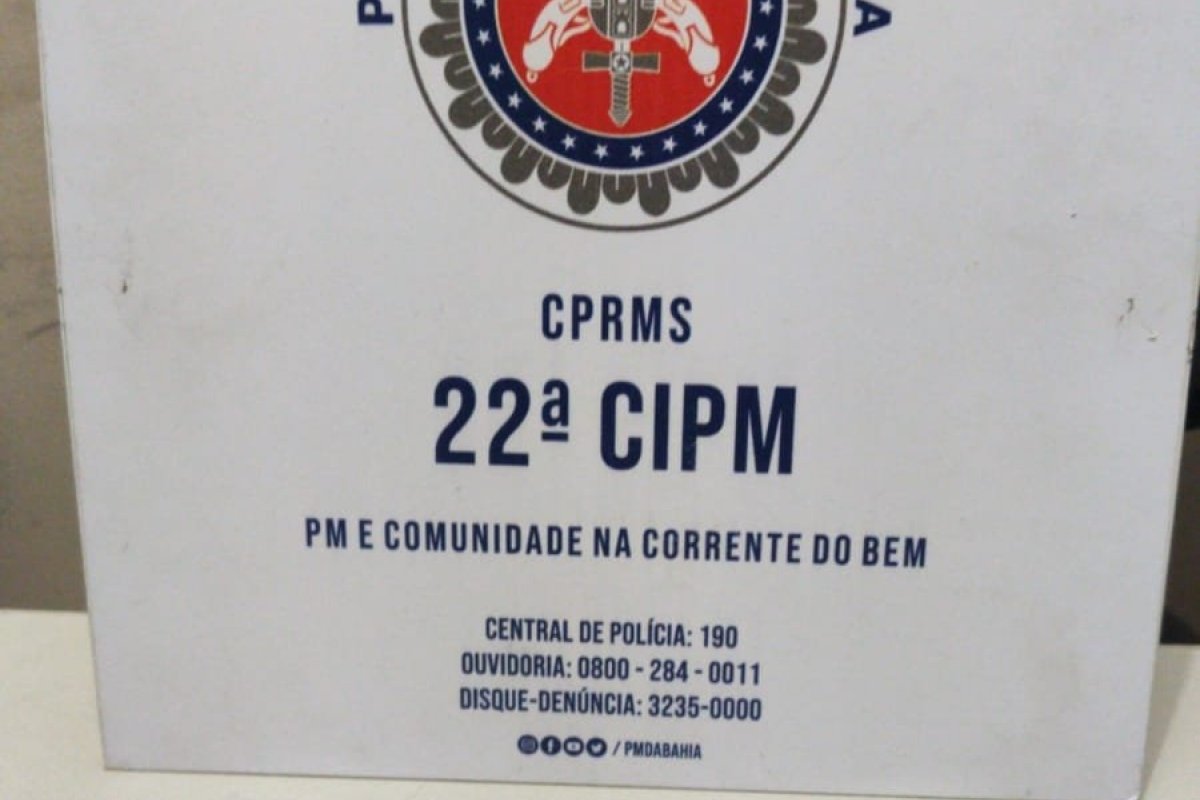 P A
CPRMS
22ª CIPM
PM E COMUNIDADE NA CORRENTE DO BEM
CENTRAL DE POLÍCIA: 190
OUVIDORIA: 0800 - 284 - 0011
DISQUE-DENÚNCIA: 3235-0000
/ PMDABAHIA